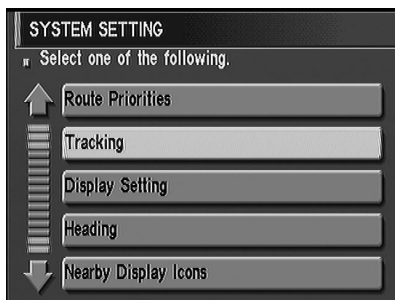 SYSTEM SETTING
Select one of the following.
Route Priorities
Tracking
Display Setting
Heading
Nearby Display Icons